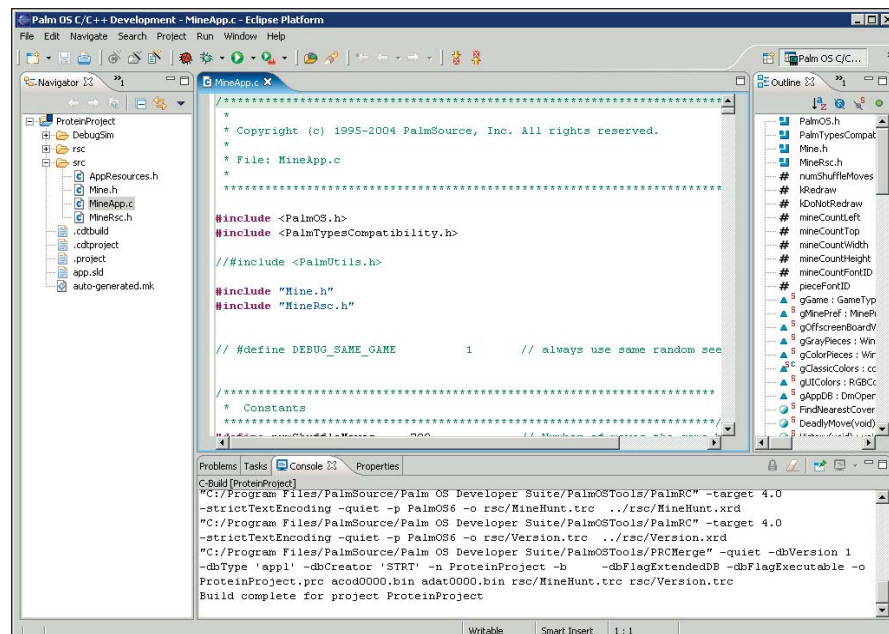 Palm OS C/C++ Development - MineApp.c - Eclipse Platform
File Edit Navigate Search Project Run Window Help
Palm OS C/C...
Navigator
1
ProteinProject
DebugSim
rsc
src
AppResources.h
Mine.h
MineApp.c
MineRsc.h
.cdtbuild
.cdtproject
.project
app.sld
auto-generated.mk
MineApp.c
/*************************************************************************
*
* Copyright (c) 1995-2004 PalmSource, Inc. All rights reserved.
*
* File: MineApp.c
*
*************************************************************************
#include <PalmOS.h>
#include <PalmTypesCompatibility.h>
//#include <PalmUtils.h>
#include "Mine.h"
#include "MineRsc.h"
// #define DEBUG_SAME_GAME 1 // always use same random see
/***********************************************************************
* Constants
***********************************************************************/
Outline
1
PalmOS.h
PalmTypesCompat
Mine.h
MineRsc.h
numShuffleMoves
kRedraw
kDoNotRedraw
mineCountLeft
mineCountTop
mineCountWidth
mineCountHeight
mineCountFontID
pieceFontID
gGame : GameTyp
gMinePref : MinePr
gOffscreenBoardW
gGrayPieces : Win
gColorPieces : Win
gClassicColors : co
gUIColors : RGBCo
gAppDB : DmOper
FindNearestCover
DeadlyMove(void)
Problems Tasks Console Properties
C-Build [ProteinProject]
"C:/Program Files/PalmSource/Palm OS Developer Suite/PalmOSTools/PalmRC" -target 4.0
-strictTextEncoding -quiet -p PalmOS6 -o rsc/MineHunt.trc ../rsc/MineHunt.xrd
"C:/Program Files/PalmSource/Palm OS Developer Suite/PalmOSTools/PalmRC" -target 4.0
-strictTextEncoding -quiet -p PalmOS6 -o rsc/Version.trc ../rsc/Version.xrd
"C:/Program Files/PalmSource/Palm OS Developer Suite/PalmOSTools/PRCMerge" -quiet -dbVersion 1
-dbType 'appl' -dbCreator 'STRT' -n ProteinProject -b -dbFlagExtendedDB -dbFlagExecutable -o
ProteinProject.prc acod0000.bin adat0000.bin rsc/MineHunt.trc rsc/Version.trc
Build complete for project ProteinProject
Writable Smart Insert 1 : 1